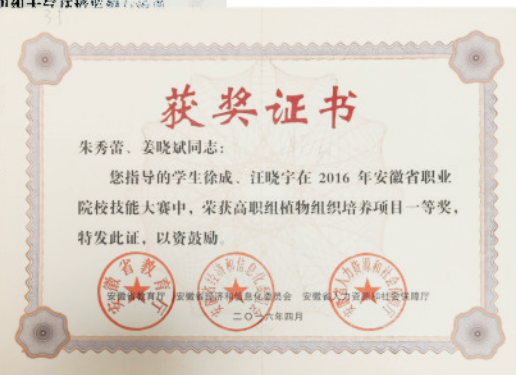 获奖证书
朱秀蕾、姜晓斌同志：
您指导的学生徐成、汪晓宇在 2016 年安徽省职业
院校技能大赛中，荣获高职组植物组织培养项目一等奖，
特发此证，以资鼓励。
安徽省教育厅 安徽省经济和信息化委员会 安徽省人力资源和社会保障厅
二〇一六年四月